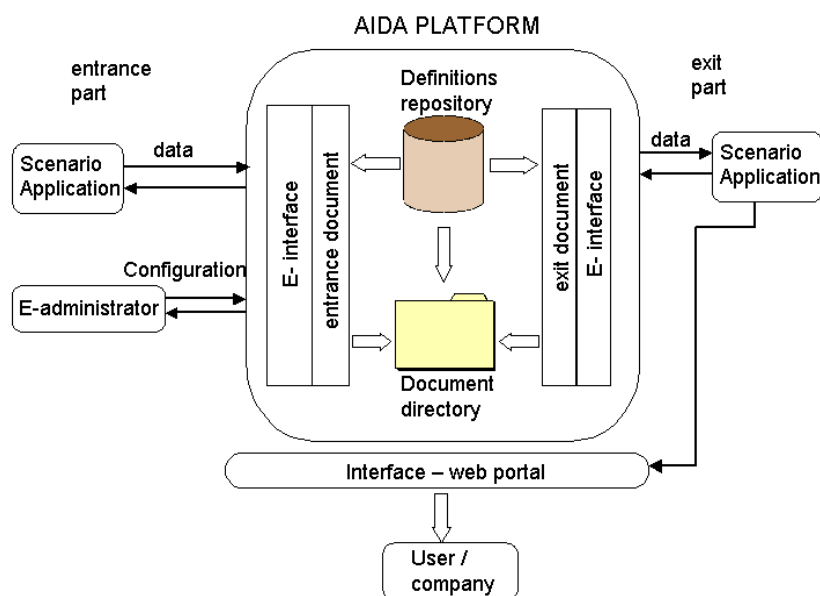 AIDA PLATFORM
entrance
part
exit
part
Definitions
repository
data
Scenario
Application
Configuration
E-administrator
E- interface
entrance document
exit document
E- interface
data
Scenario
Application
Document
directory
Interface – web portal
User /
company